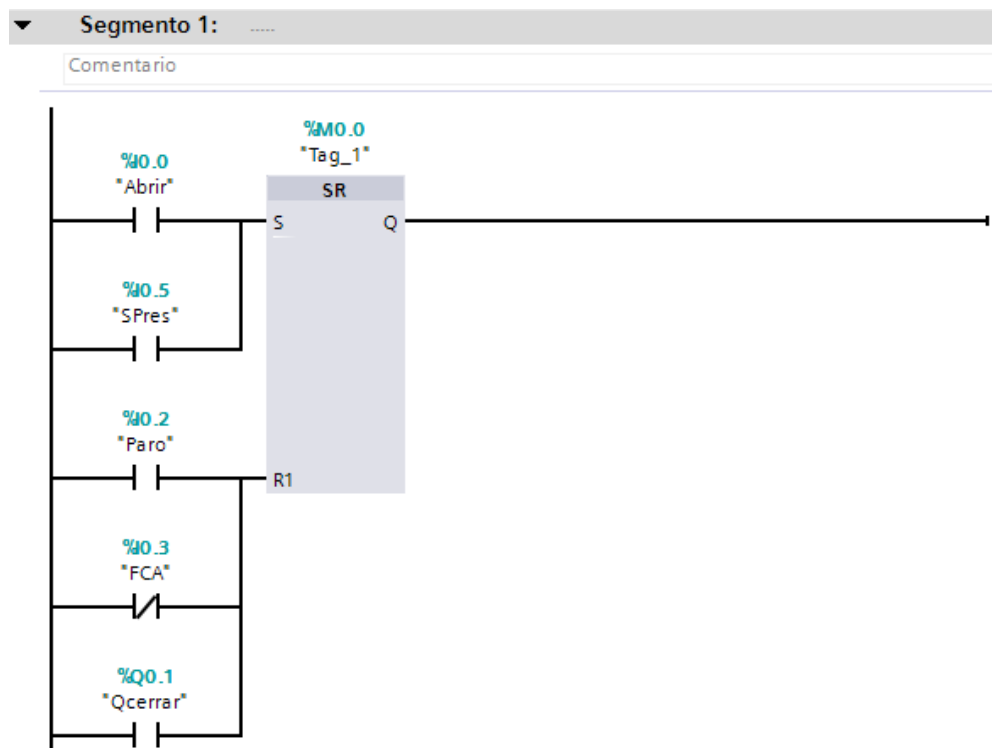 Segmento 1: .....
Comentario
%M0.0
"Tag_1"
%I0.0
"Abrir"
SR
S
Q
%I0.5
"SPres"
%I0.2
"Paro"
R1
%I0.3
"FCA"
%Q0.1
"Qcerrar"